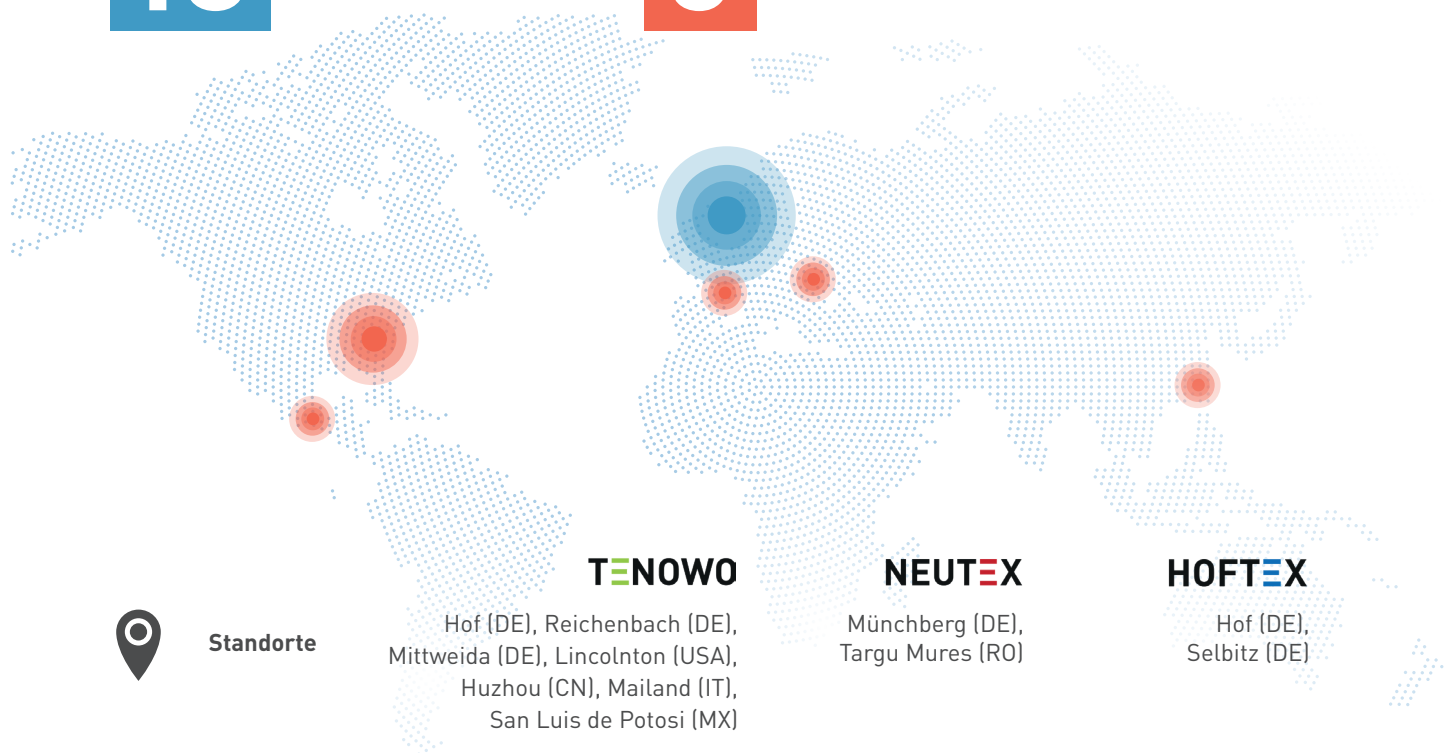 TENOWO
NEUTEX
HOFTEX
Standorte
Hof (DE), Reichenbach (DE),
Mittweida (DE), Lincolnton (USA),
Huzhou (CN), Mailand (IT),
San Luis de Potosi (MX)
Münchberg (DE),
Targu Mures (RO)
Hof (DE),
Selbitz (DE)